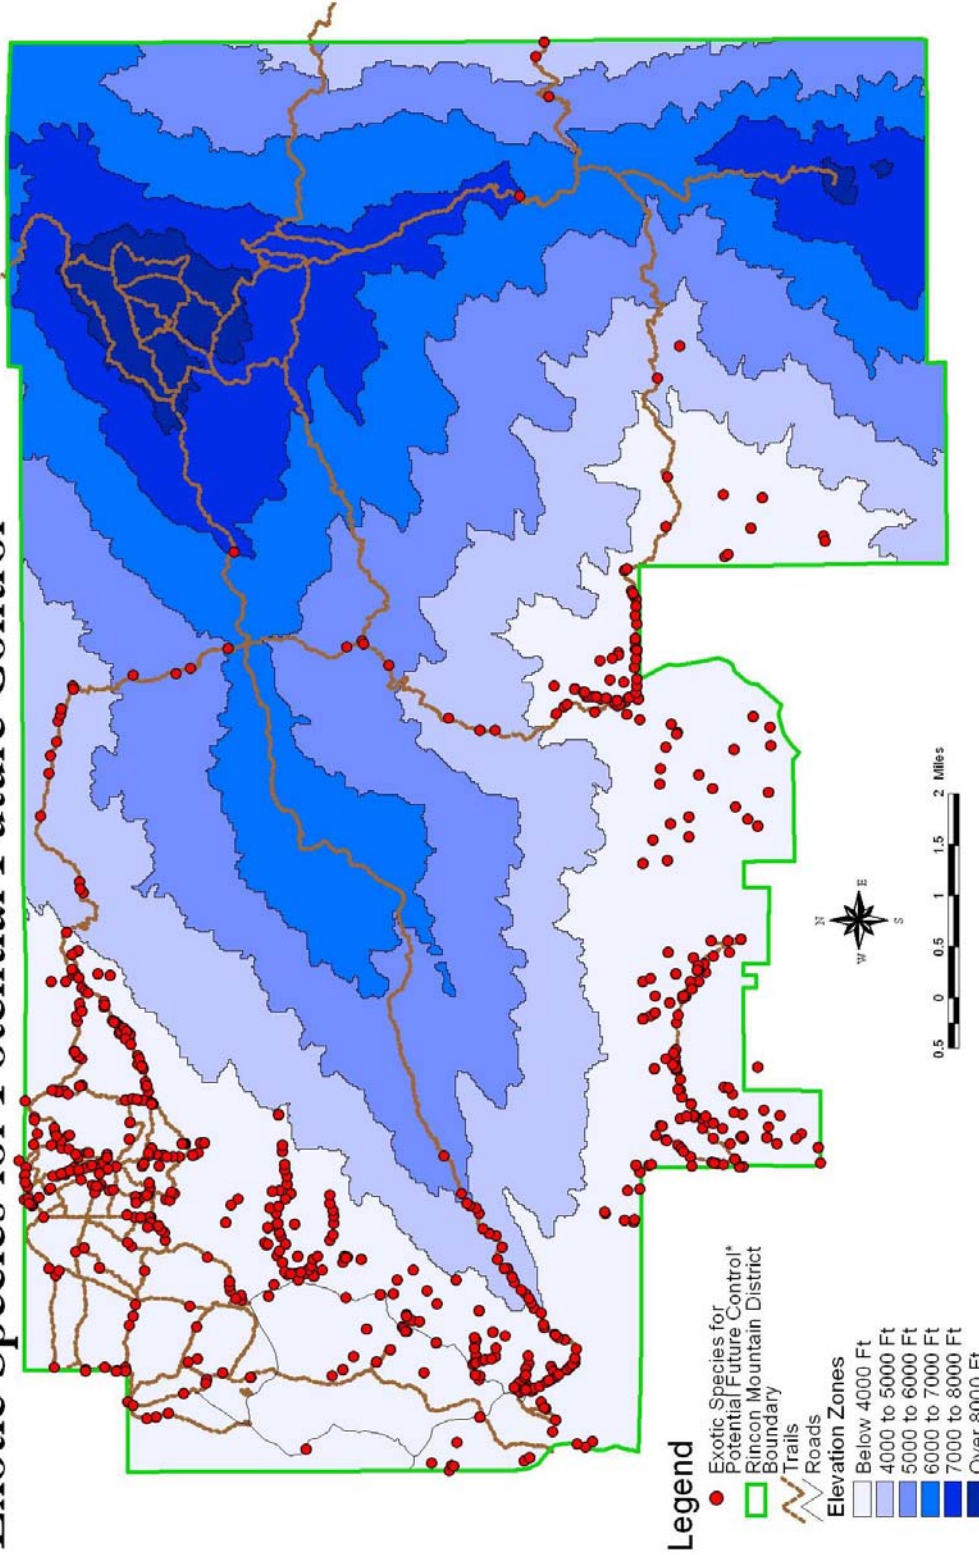 Exotic Species for Potential Future Control
Legend
Exotic Species for
Potential Future Control*
Rincon Mountain District
Boundary
Trails
Roads
Elevation Zones
Below 4000 Ft
4000 to 5000 Ft
5000 to 6000 Ft
6000 to 7000 Ft
7000 to 8000 Ft
Over 8000 Ft
N
W
E
S
0.5 0 0.5 1 1.5 2 Miles